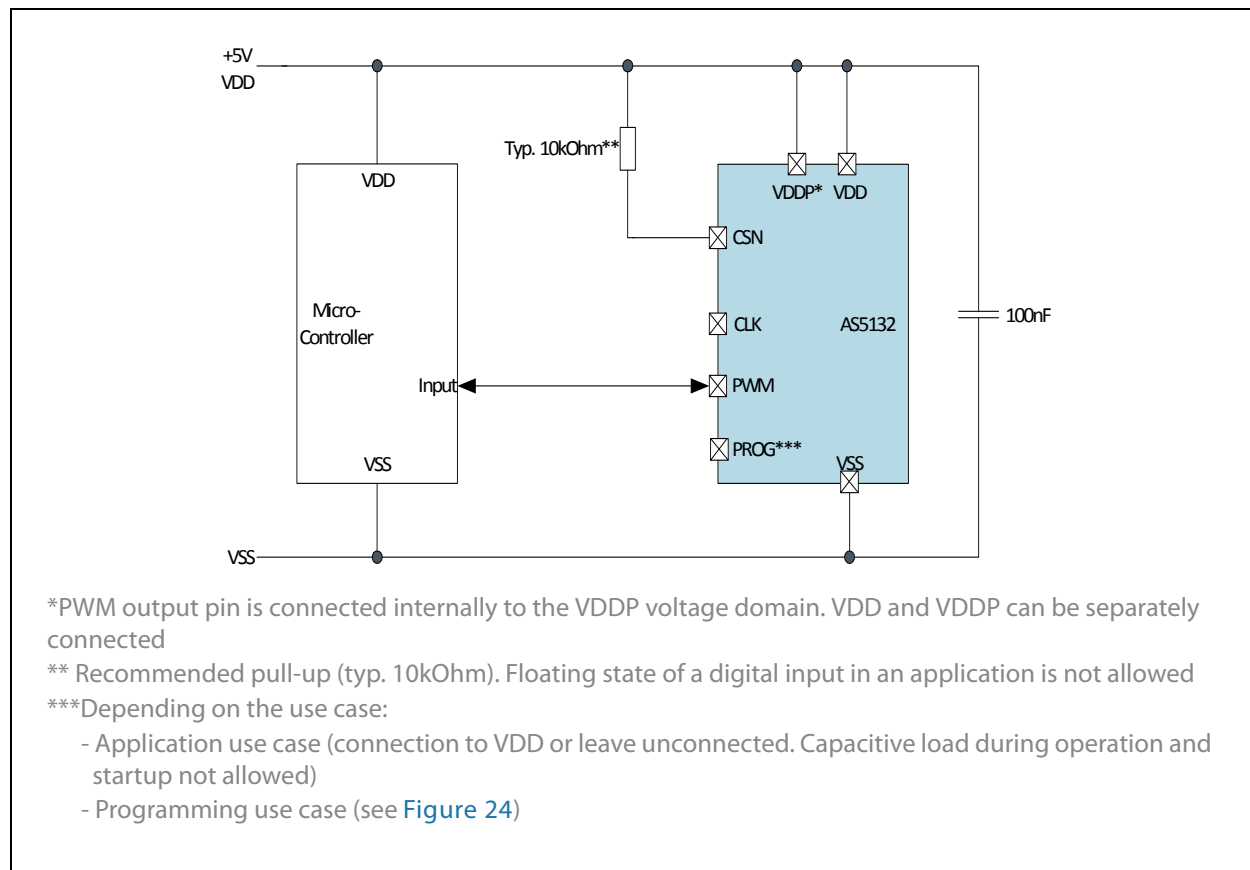 +5V
VDD
Typ. 10kOhm**
VDD
VDDP* VDD
CSN
Micro-
Controller
CLK
AS5132
100nF
Input
PWM
PROG***
VSS
VSS
VSS
*PWM output pin is connected internally to the VDDP voltage domain. VDD and VDDP can be separately
connected
** Recommended pull-up (typ. 10kOhm). Floating state of a digital input in an application is not allowed
***Depending on the use case:
- Application use case (connection to VDD or leave unconnected. Capacitive load during operation and
startup not allowed)
- Programming use case (see Figure 24)